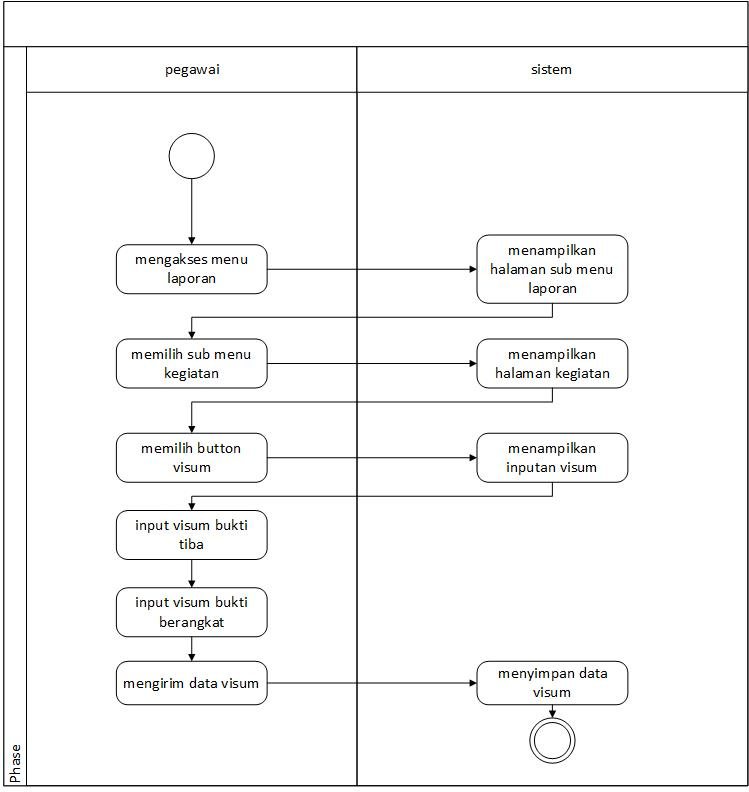 pegawai
sistem
mengakses menu
laporan
menampilkan
halaman sub menu
laporan
memilih sub menu
kegiatan
menampilkan
halaman kegiatan
memilih button
visum
menampilkan
inputan visum
input visum bukti
tiba
input visum bukti
berangkat
mengirim data visum
menyimpan data
visum
Phase